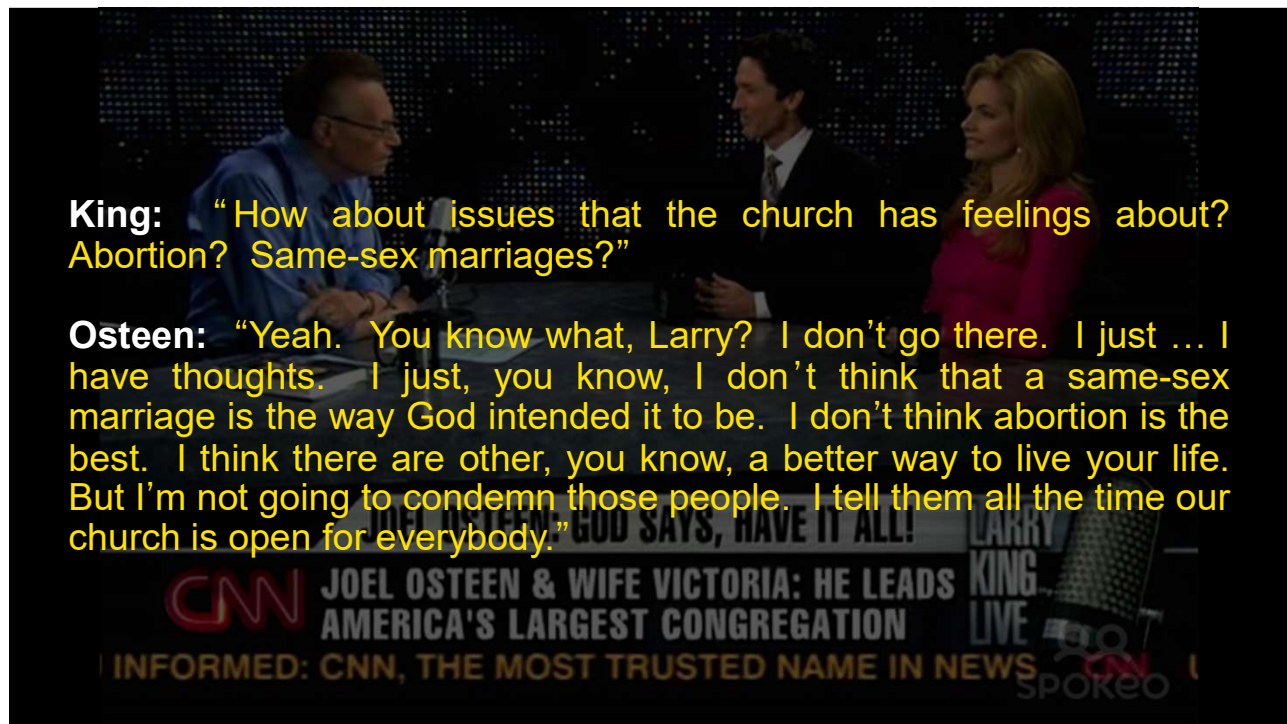 King: “How about issues that the church has feelings about?
Abortion? Same-sex marriages?”
Osteen: “Yeah. You know what, Larry? I don’t go there. I just … I
have thoughts. I just, you know, I don’t think that a same-sex
marriage is the way God intended it to be. I don’t think abortion is the
best. I think there are other, you know, a better way to live your life.
But I’m not going to condemn those people. I tell them all the time our
church is open for everybody.”
JOEL OSTEEN: GOD SAYS, HAVE IT ALL!
LARRY
KING
LIVE
CNN
JOEL OSTEEN & WIFE VICTORIA: HE LEADS
AMERICA'S LARGEST CONGREGATION
INFORMED: CNN, THE MOST TRUSTED NAME IN NEWS
CNN
SPOKEO